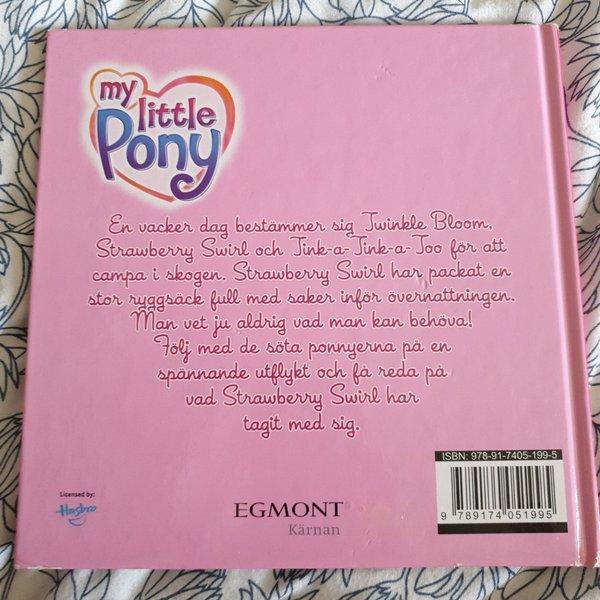 my
little
Pony
En vacker dag bestämmer sig Twinkle Bloom,
Strawberry Swirl och Tink-a-Tink-a-Too för att
campa i skogen. Strawberry Swirl har packat en
stor ryggsäck full med saker inför övernattningen.
Man vet ju aldrig vad man kan behöva!
Följ med de söta ponnyerna på en
spännande utflykt och få reda på
vad Strawberry Swirl har
tagit med sig.
ISBN: 978-91-7405-199-5
9 789174 051995
Licensed by:
Hasbro
EGMONT
Kärnan